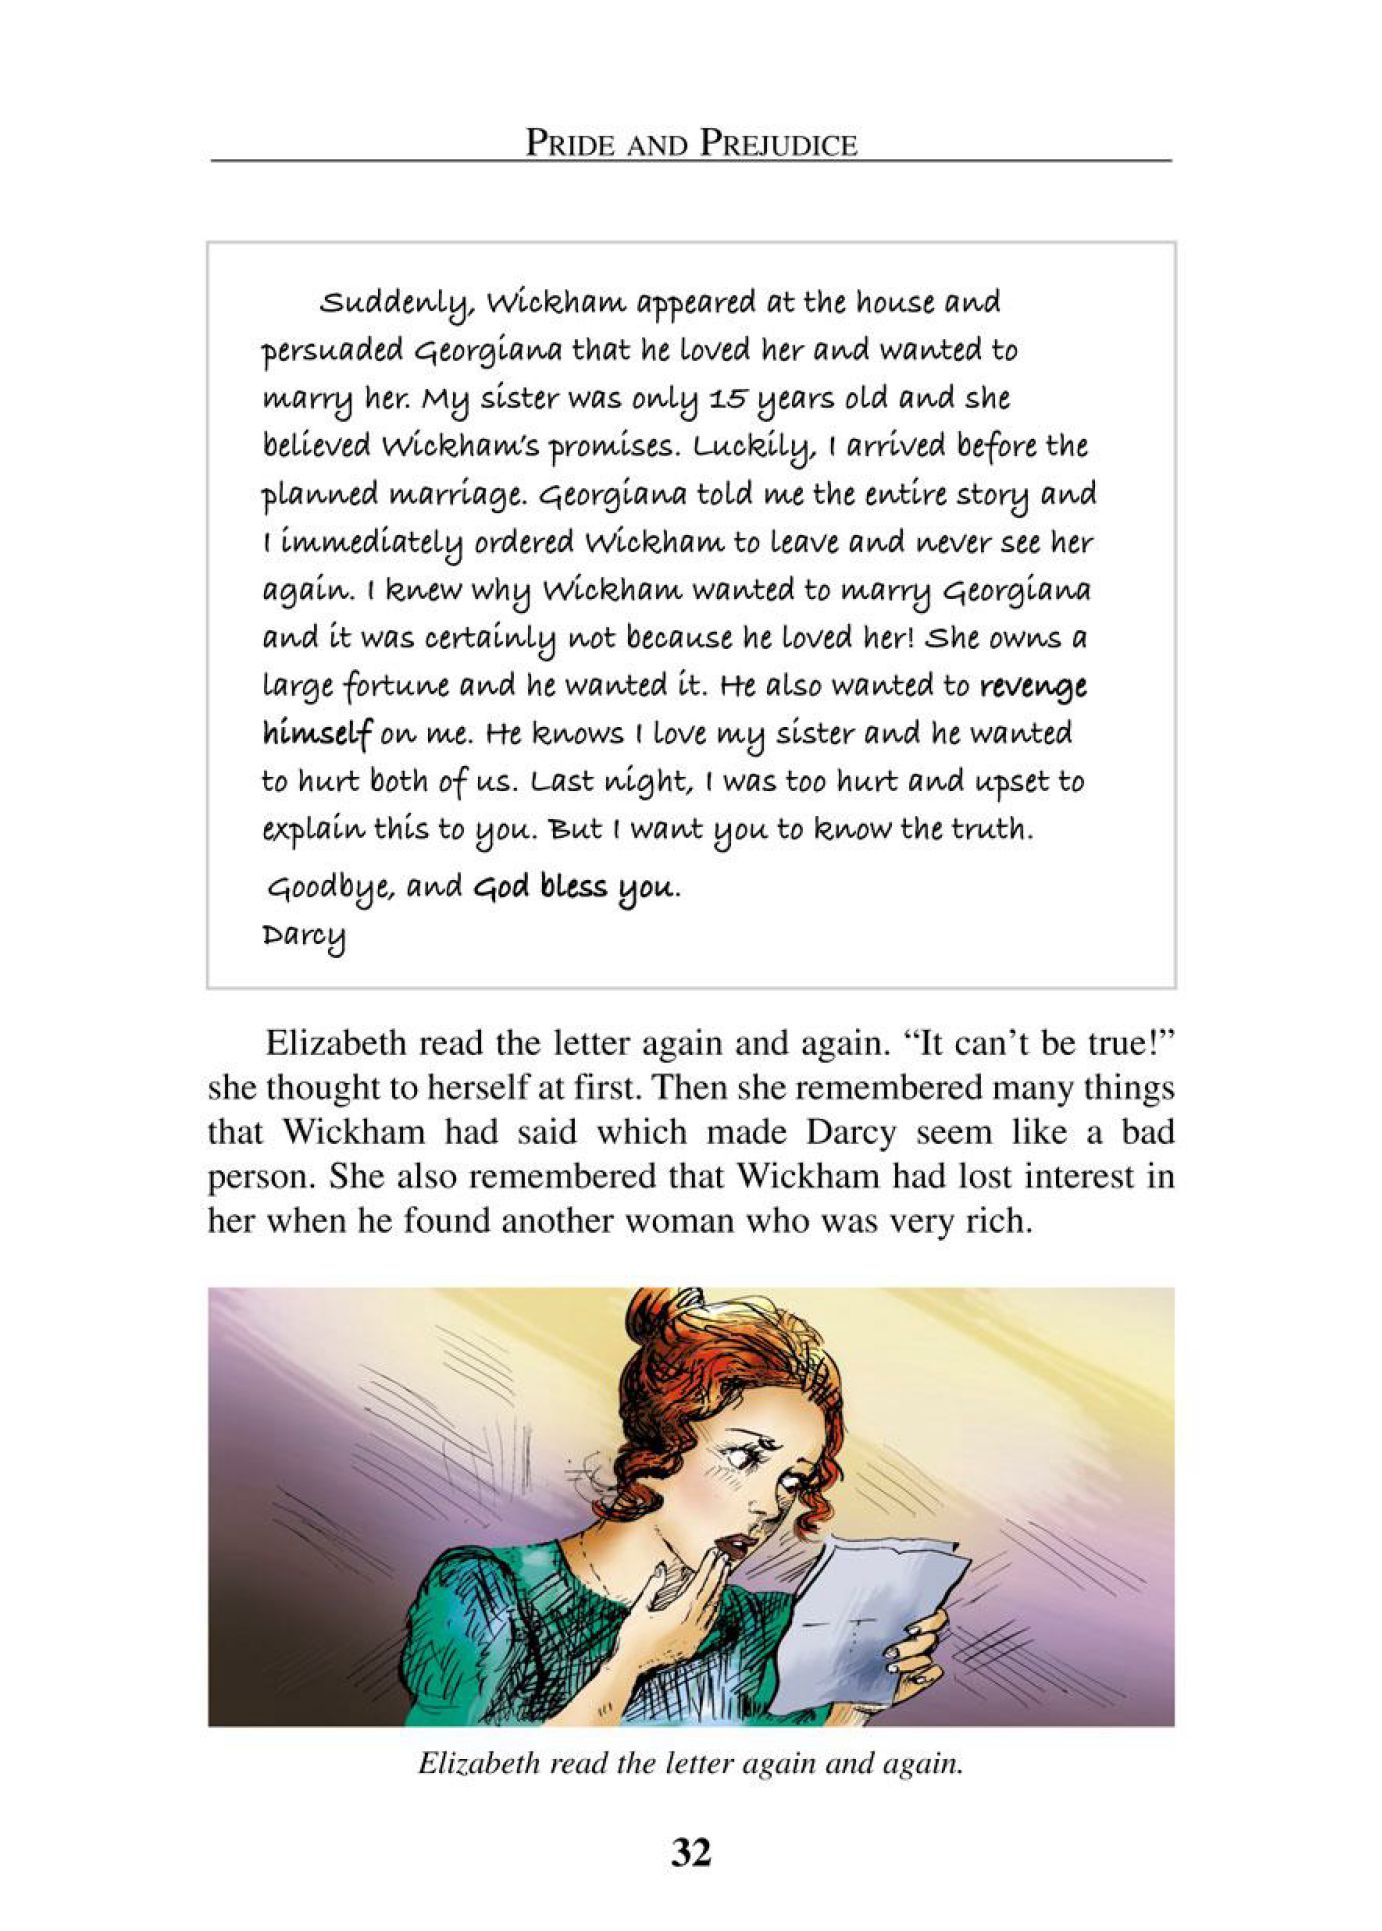 PRIDE AND PREJUDICE
Suddenly, Wickham appeared at the house and
persuaded Georgiana that he loved her and wanted to
marry her. My sister was only 15 years old and she
believed Wickham's promises. Luckily, I arrived before the
planned marriage. Georgiana told me the entire story and
I immediately ordered Wickham to leave and never see her
again. I knew why Wickham wanted to marry Georgiana
and it was certainly not because he loved her! She owns a
large fortune and he wanted it. He also wanted to revenge
himself on me. He knows I love my sister and he wanted
to hurt both of us. Last night, I was too hurt and upset to
explain this to you. But I want you to know the truth.
Goodbye, and God bless you.
Darcy
Elizabeth read the letter again and again. “It can’t be true!”
she thought to herself at first. Then she remembered many things
that Wickham had said which made Darcy seem like a bad
person. She also remembered that Wickham had lost interest in
her when he found another woman who was very rich.
Elizabeth read the letter again and again.
32